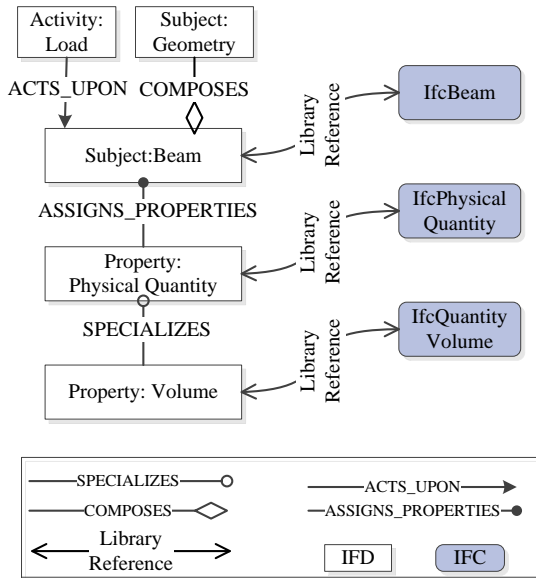 Activity:
Load
Subject:
Geometry
ACTS_UPON
COMPOSES
Library
Reference
IfcBeam
Subject:Beam
ASSIGNS_PROPERTIES
Library
Reference
IfcPhysical
Quantity
Property:
Physical Quantity
SPECIALIZES
Library
Reference
IfcQuantity
Volume
Property: Volume
SPECIALIZES
ACTS_UPON
COMPOSES
ASSIGNS_PROPERTIES
Library
Reference
IFD
IFC